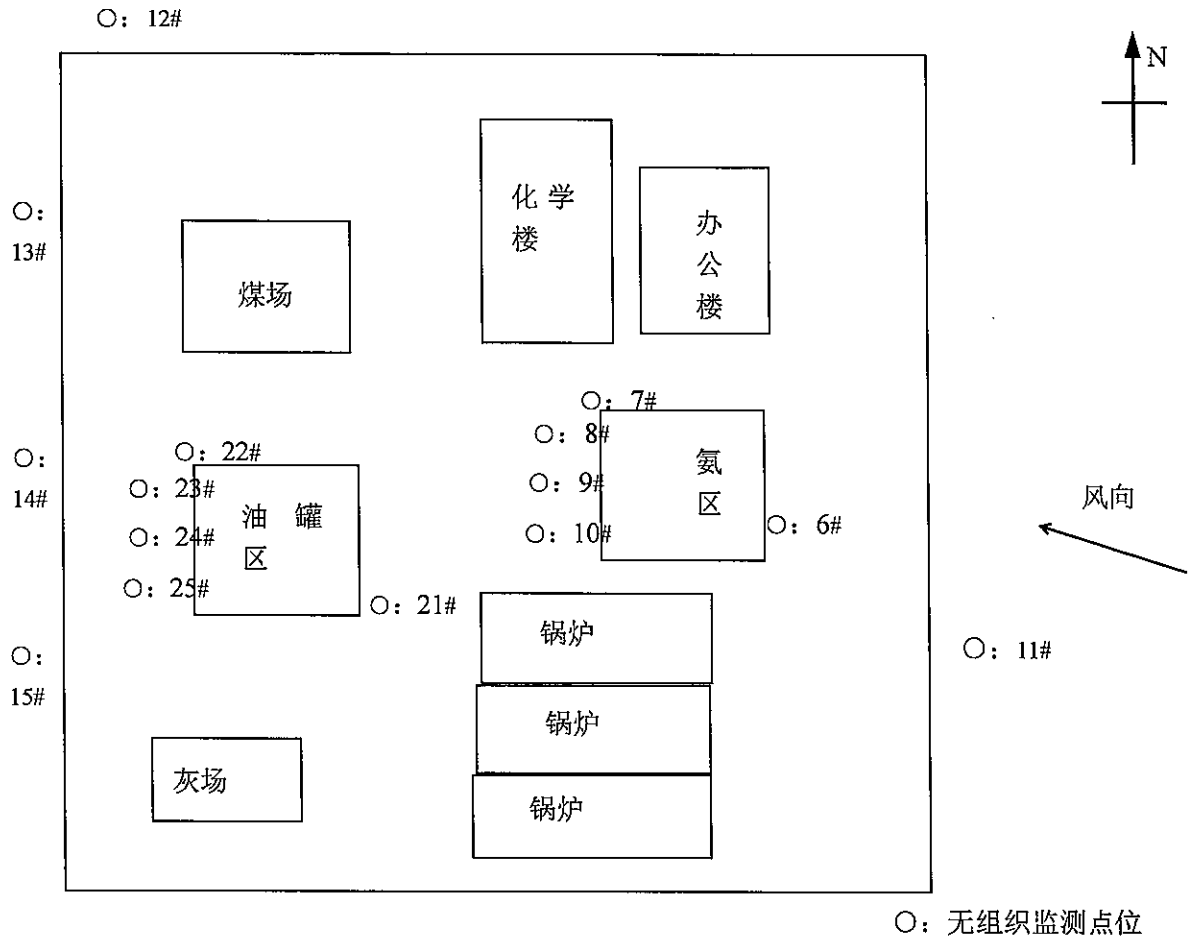 ○: 12#
N
○:
13#
化 学
楼
办
公
楼
煤场
○: 7#
○: 8#
○: 9#
○: 10#
氨
区
○: 6#
风向
○:
14#
○: 22#
○: 23#
○: 24#
○: 25#
油 罐
区
○: 21#
○: 11#
○:
15#
锅炉
锅炉
锅炉
灰场
○: 无组织监测点位